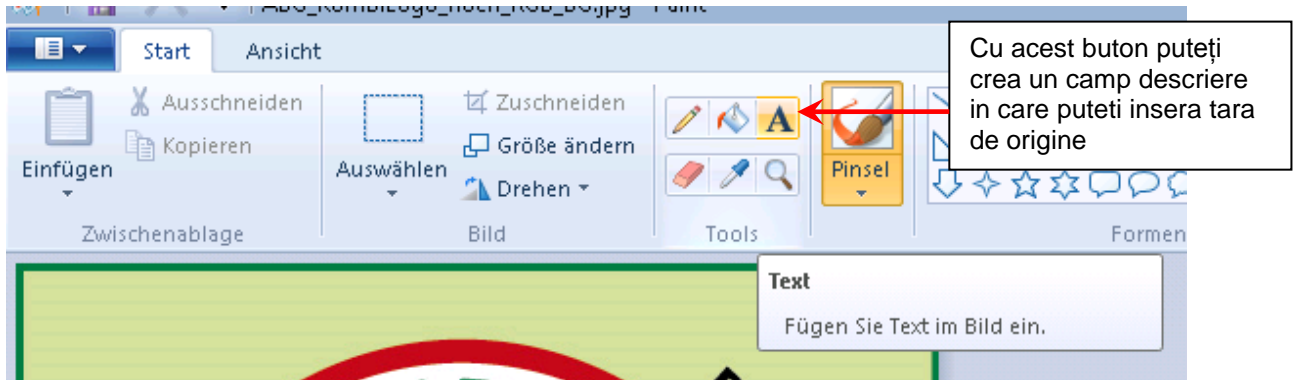 Start Ansicht
Cu acest buton puteți
crea un camp descriere
in care puteti insera tara
de origine
Ausschneiden
Kopieren
Einfügen
Zuschneiden
Größe ändern
Drehen
Auswählen
A
Pinsel
Zwischenablage Bild Tools Formen
Text
Fügen Sie Text im Bild ein.